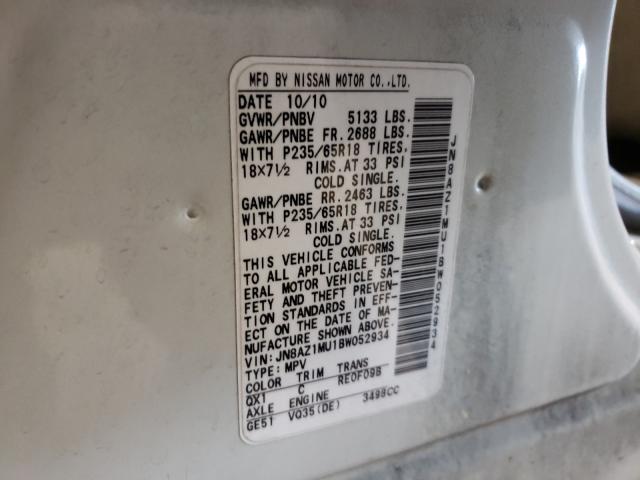 MFD BY NISSAN MOTOR CO.,LTD.
DATE 10/10
GVWR/PNBV 5133 LBS.
GAWR/PNBE FR. 2688 LBS.
WITH P235/65R18 TIRES,
18X7½ RIMS. AT 33 PSI
COLD SINGLE.
GAWR/PNBE RR. 2463 LBS.
WITH P235/65R18 TIRES,
18X7½ RIMS. AT 33 PSI
COLD SINGLE.
THIS VEHICLE CONFORMS
TO ALL APPLICABLE FED-
ERAL MOTOR VEHICLE SA-
FETY AND THEFT PREVEN-
TION STANDARDS IN EFF-
ECT ON THE DATE OF MA-
NUFACTURE SHOWN ABOVE.
VIN: JN8AZ1MU1BW052934
TYPE: MPV
COLOR TRIM TRANS
QX1 C RE0F09B
AXLE ENGINE
GE51 VQ35(DE) 3498CC
JN8AZ1MU1BW052934